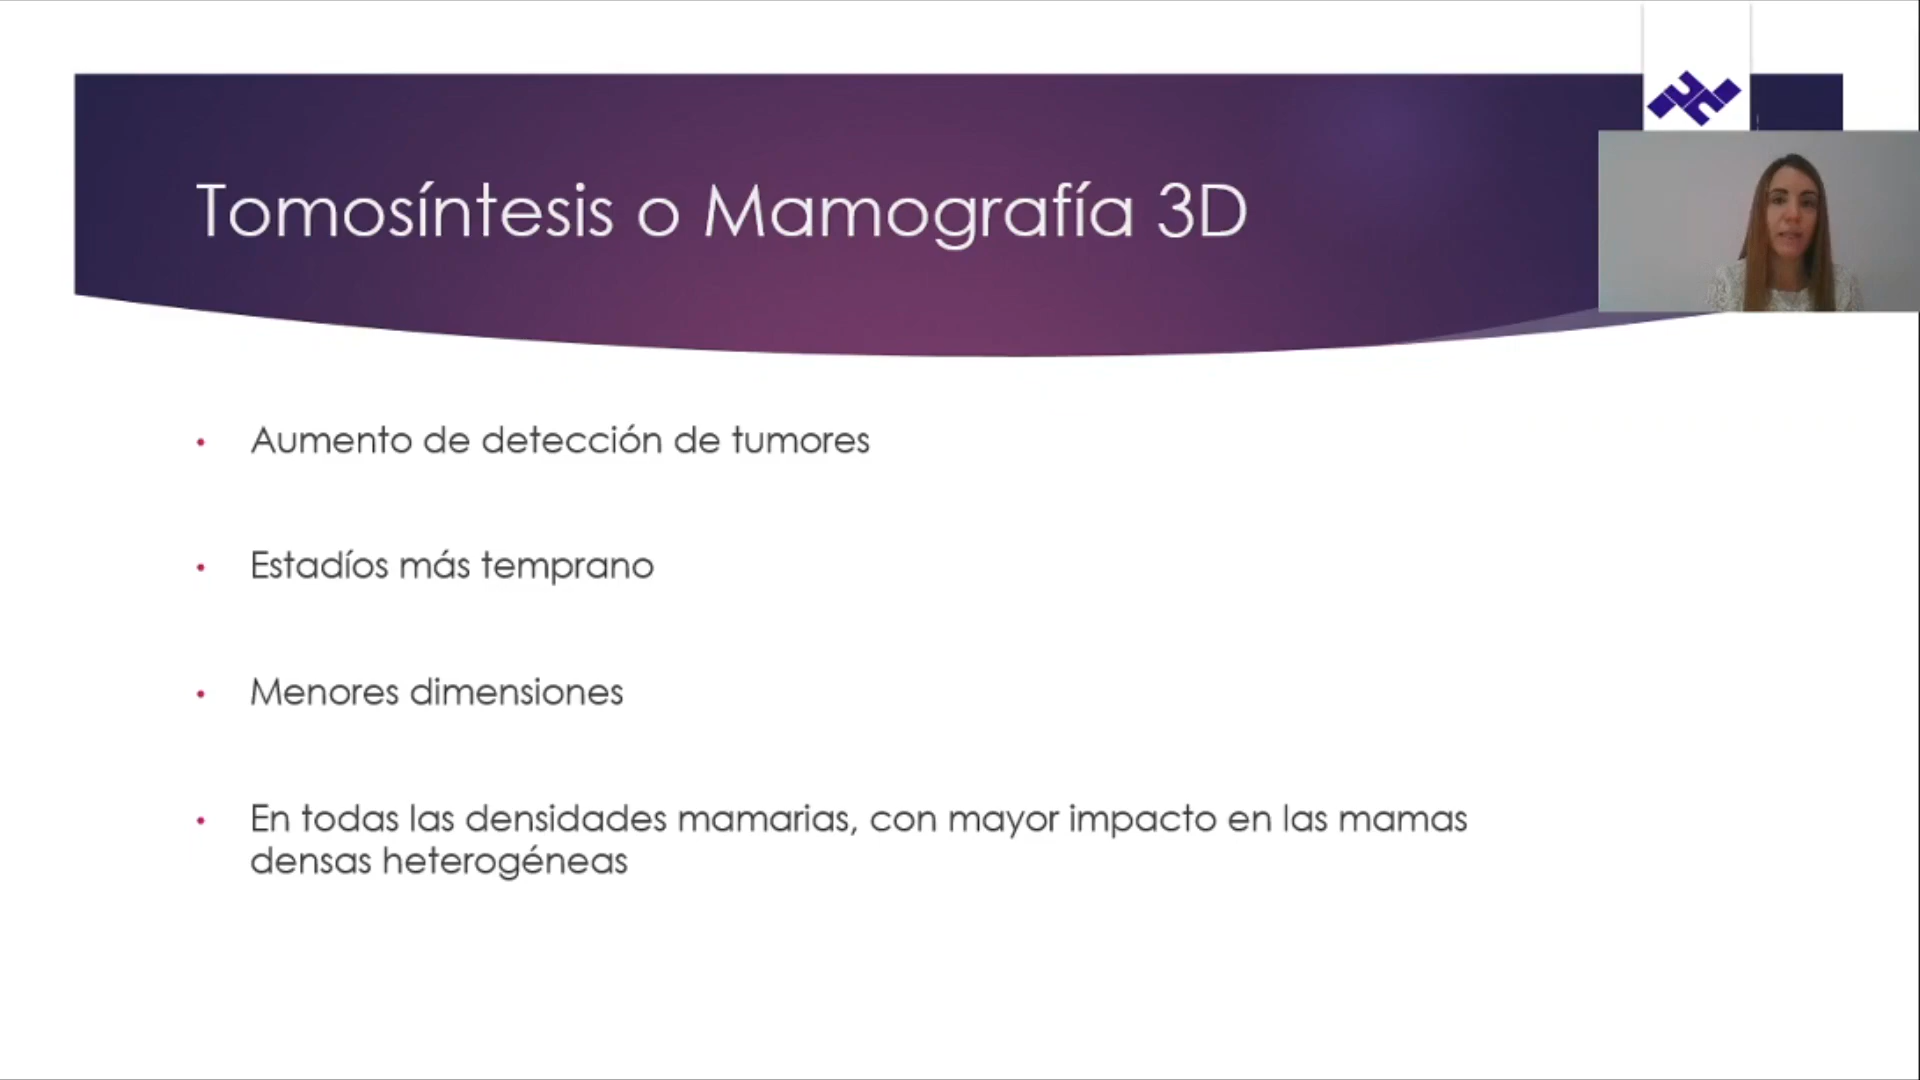 Tomosíntesis o Mamografía 3D
Aumento de detección de tumores
Estadíos más temprano
Menores dimensiones
En todas las densidades mamarias, con mayor impacto en las mamas
densas heterogéneas